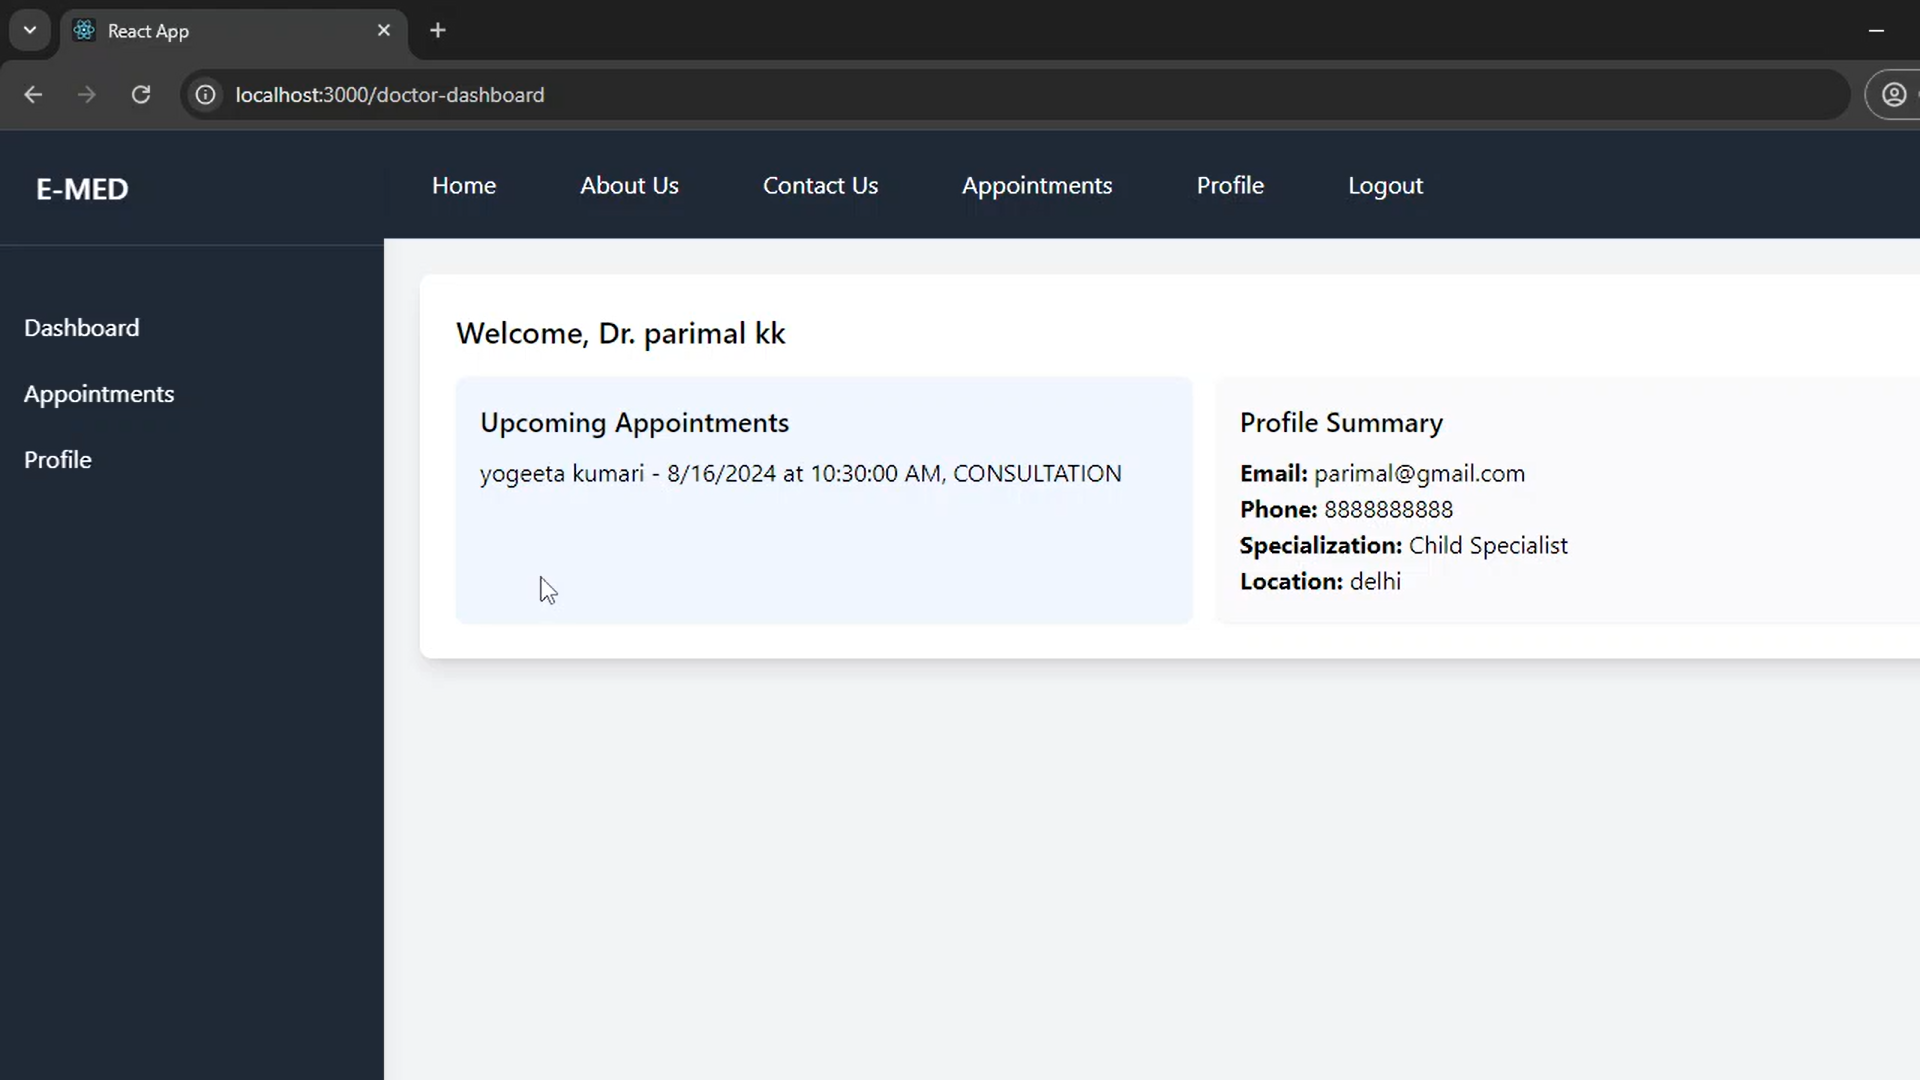 React App
localhost:3000/doctor-dashboard
E-MED
Home About Us Contact Us Appointments Profile Logout
Dashboard
Appointments
Profile
Welcome, Dr. parimal kk
Upcoming Appointments
yogeeta kumari - 8/16/2024 at 10:30:00 AM, CONSULTATION
Profile Summary
Email: parimal@gmail.com
Phone: 8888888888
Specialization: Child Specialist
Location: delhi